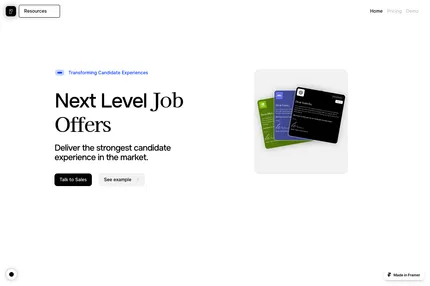 Resources
Home Pricing Demo
Transforming Candidate Experiences
Next Level Job
Offers
Deliver the strongest candidate
experience in the market.
Talk to Sales
See example
Made in Framer